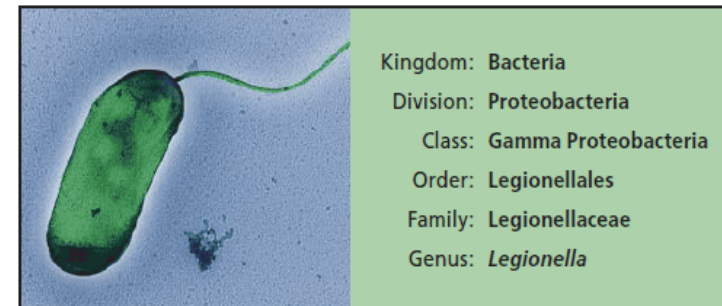 Kingdom: Bacteria
Division: Proteobacteria
Class: Gamma Proteobacteria
Order: Legionellales
Family: Legionellaceae
Genus: Legionella